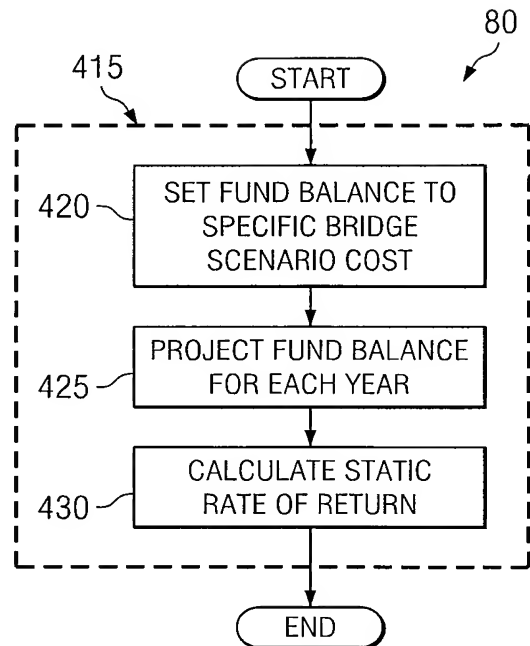 80
START
415
420
SET FUND BALANCE TO
SPECIFIC BRIDGE
SCENARIO COST
425
PROJECT FUND BALANCE
FOR EACH YEAR
430
CALCULATE STATIC
RATE OF RETURN
END